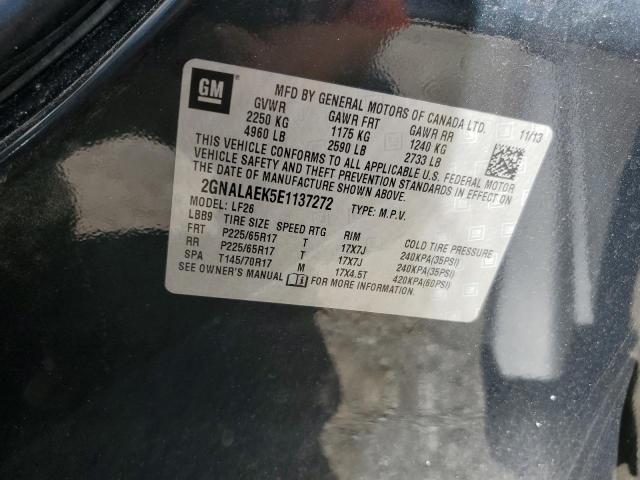 GM
MFD BY GENERAL MOTORS OF CANADA LTD.
GVWR GAWR FRT GAWR RR 11/13
2250 KG 1175 KG 1240 KG
4960 LB 2590 LB 2733 LB
THIS VEHICLE CONFORMS TO ALL APPLICABLE U.S. FEDERAL MOTOR
VEHICLE SAFETY AND THEFT PREVENTION STANDARDS IN EFFECT ON
THE DATE OF MANUFACTURE SHOWN ABOVE.
2GNALAEK5E1137272 TYPE: M.P.V.
MODEL: LF26
LBB9 TIRE SIZE SPEED RTG RIM COLD TIRE PRESSURE
FRT P225/65R17 T 17X7J 240KPA(35PSI)
RR P225/65R17 T 17X7J 240KPA(35PSI)
SPA T145/70R17 M 17X4.5T 420KPA(60PSI)
SEE OWNER'S MANUAL FOR MORE INFORMATION.